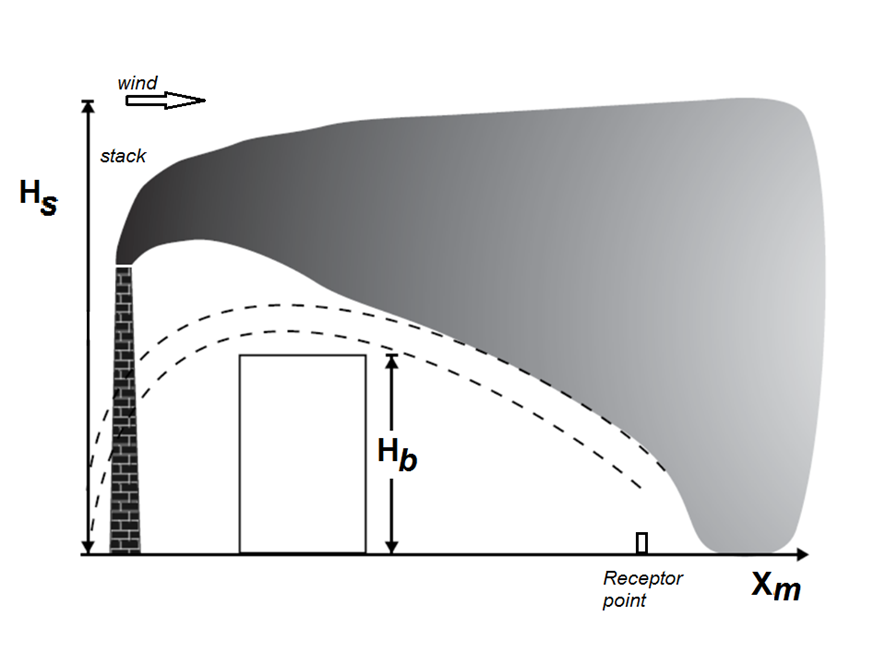 wind
stack
Hs
Hb
Receptor
point
Xm